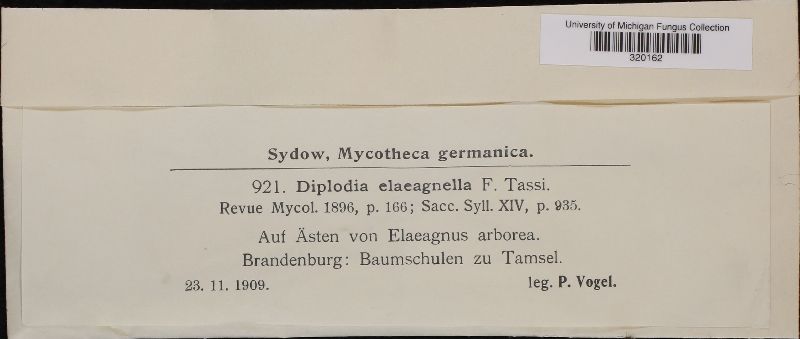 University of Michigan Fungus Collection
320162
Sydow, Mycotheca germanica.
921. Diplodia elaeagnella F. Tassi.
Revue Mycol. 1896, p. 166; Sacc. Syll. XIV, p. 935.
Auf Ästen von Elaeagnus arborea.
Brandenburg: Baumschulen zu Tamsel.
23. 11. 1909. leg. P. Vogel.